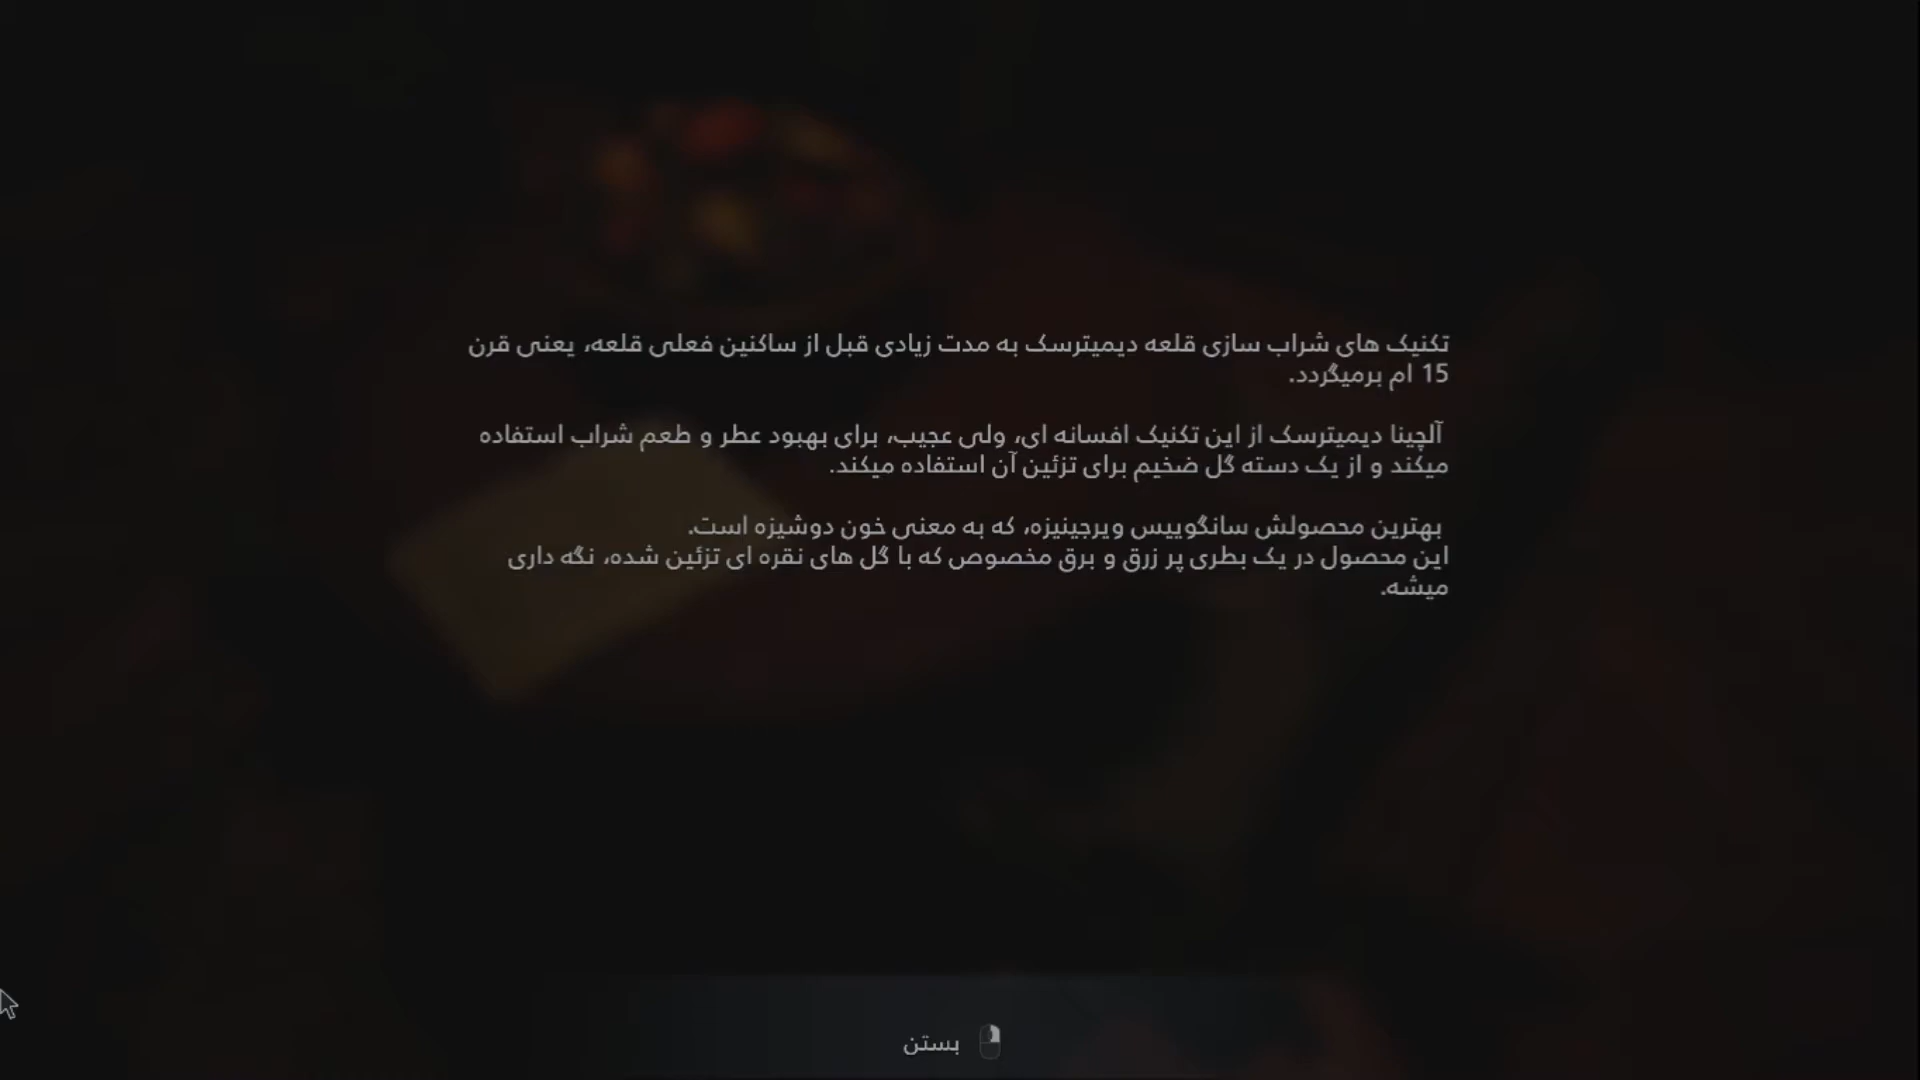 تکنیک های شراب سازی قلعه دیمیترسک به مدت زیادی قبل از ساکنین فعلی قلعه، یعنی قرن
15 ام برمیگردد.
آلچینا دیمیترسک از این تکنیک افسانه ای، ولی عجیب، برای بهبود عطر و طعم شراب استفاده
میکند و از یک دسته گل ضخیم برای تزئین آن استفاده میکند.
بهترین محصولش سانگوییس ویرجینیزه، که به معنی خون دوشیزه است.
این محصول در یک بطری پر زرق و برق مخصوص که با گل های نقره ای تزئین شده، نگه داری
میشه.
بستن